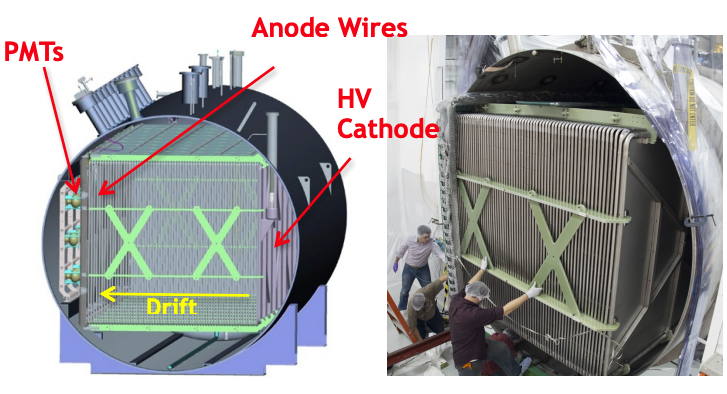 Anode Wires
PMTs
HV
Cathode
Drift